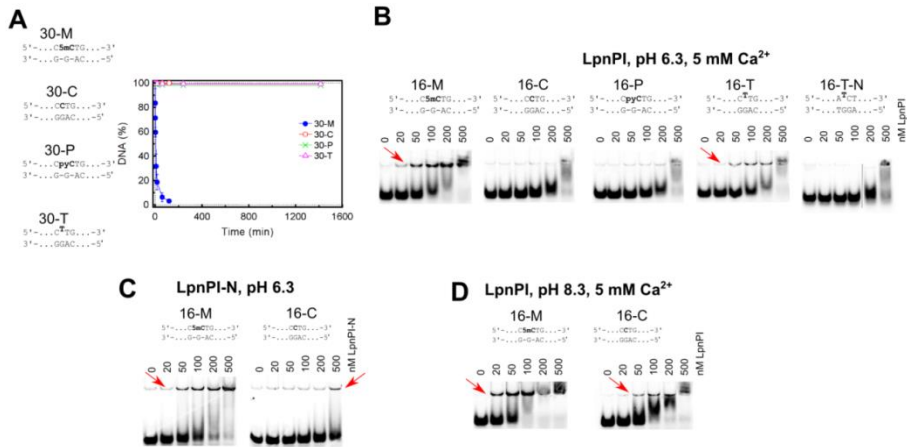 A
30-M
5'-...C5mCTG...-3'
3'-...G-G-AC...-5'
30-C
5'-...CCTG...-3'
3'-...GGAC...-5'
30-P
5'-...CpyCTG...-3'
3'-...G-G-AC...-5'
30-T
5'-...CTTG...-3'
3'-...GGAC...-5'
DNA (%)
100
80
60
40
20
0
30-M
30-C
30-P
30-T
0 400 800 1200 1600
Time (min)
B
LpnPI, pH 6.3, 5 mM Ca2+
16-M 16-C 16-P 16-T 16-T-N
5'-...C5mCTG...-3' 5'-...CCTG...-3' 5'-...CpyCTG...-3' 5'-...CTTG...-3' 5'-...ATCT...-3'
3'-...G-G-AC...-5' 3'-...GGAC...-5' 3'-...G-G-AC...-5' 3'-...GGAC...-5' 3'-...TGGA...-5'
0 20 50 100 200 500 0 20 50 100 200 500 0 20 50 100 200 500 0 20 50 100 200 500 0 20 50 100 200 500 nM LpnPI
C
LpnPI-N, pH 6.3
16-M 16-C
5'-...C5mCTG...-3' 5'-...CCTG...-3'
3'-...G-G-AC...-5' 3'-...GGAC...-5'
0 20 50 100 200 500 0 20 50 100 200 500 nM LpnPI-N
D
LpnPI, pH 8.3, 5 mM Ca2+
16-M 16-C
5'-...C5mCTG...-3' 5'-...CCTG...-3'
3'-...G-G-AC...-5' 3'-...GGAC...-5'
0 20 50 100 200 500 0 20 50 100 200 500 nM LpnPI